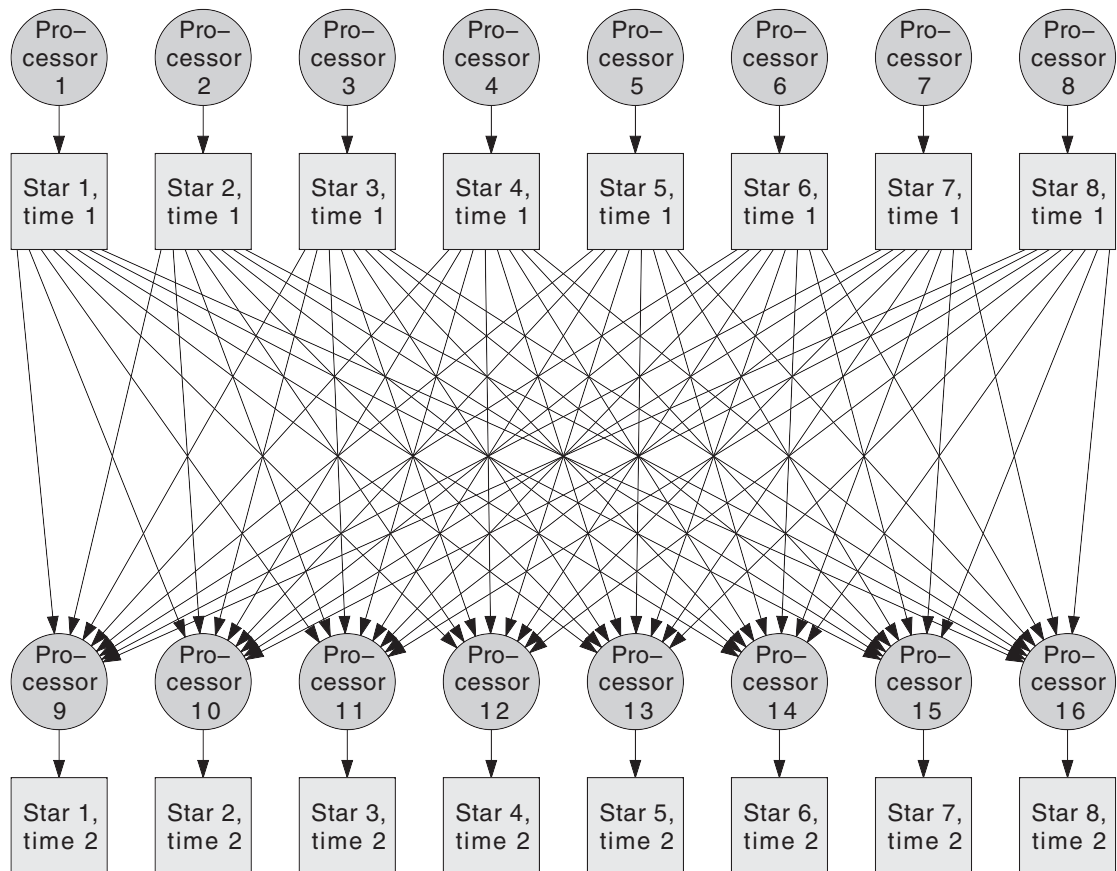 Pro–
cessor
1
Pro–
cessor
2
Pro–
cessor
3
Pro–
cessor
4
Pro–
cessor
5
Pro–
cessor
6
Pro–
cessor
7
Pro–
cessor
8
Star 1,
time 1
Star 2,
time 1
Star 3,
time 1
Star 4,
time 1
Star 5,
time 1
Star 6,
time 1
Star 7,
time 1
Star 8,
time 1
Pro–
cessor
9
Pro–
cessor
10
Pro–
cessor
11
Pro–
cessor
12
Pro–
cessor
13
Pro–
cessor
14
Pro–
cessor
15
Pro–
cessor
16
Star 1,
time 2
Star 2,
time 2
Star 3,
time 2
Star 4,
time 2
Star 5,
time 2
Star 6,
time 2
Star 7,
time 2
Star 8,
time 2